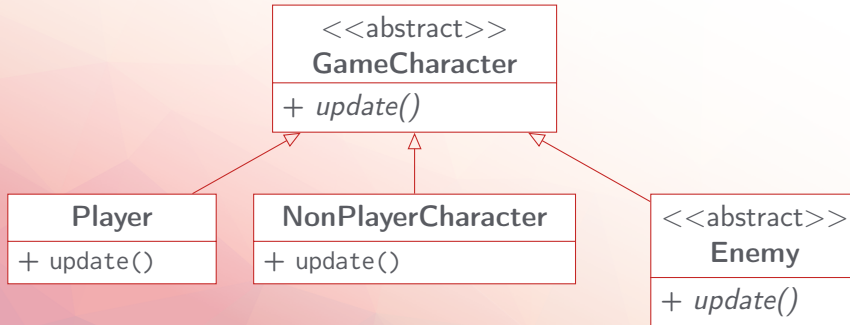 <<abstract>>
GameCharacter
+ update()
Player
+ update()
NonPlayerCharacter
+ update()
<<abstract>>
Enemy
+ update()